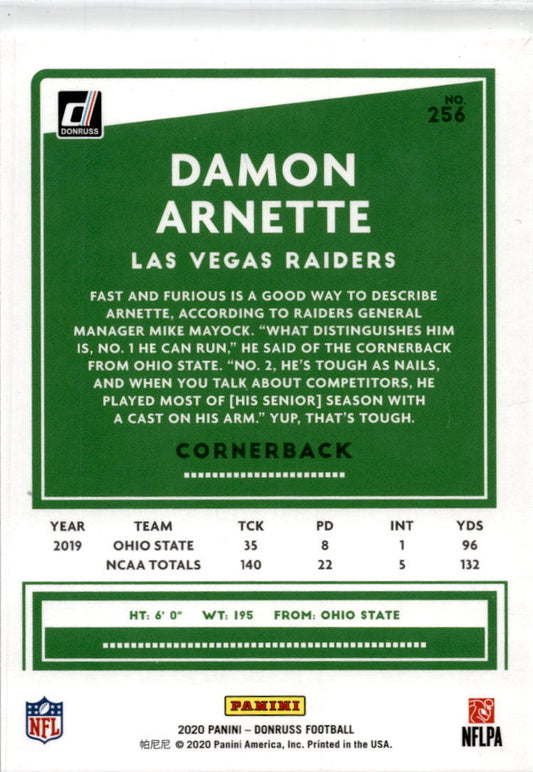 DONRUSS
NO.
256
DAMON
ARNETTE
LAS VEGAS RAIDERS
FAST AND FURIOUS IS A GOOD WAY TO DESCRIBE
ARNETTE, ACCORDING TO RAIDERS GENERAL
MANAGER MIKE MAYOCK. “WHAT DISTINGUISHES HIM
IS, NO. 1 HE CAN RUN,” HE SAID OF THE CORNERBACK
FROM OHIO STATE. “NO. 2, HE’S TOUGH AS NAILS,
AND WHEN YOU TALK ABOUT COMPETITORS, HE
PLAYED MOST OF [HIS SENIOR] SEASON WITH
A CAST ON HIS ARM.” YUP, THAT’S TOUGH.
CORNERBACK
YEAR TEAM TCK PD INT YDS
2019 OHIO STATE 35 8 1 96
NCAA TOTALS 140 22 5 132
HT: 6' 0" WT: 195 FROM: OHIO STATE
PANINI
NFL
2020 PANINI – DONRUSS FOOTBALL
帕尼尼 © 2020 Panini America, Inc. Printed in the USA.
NFLPA